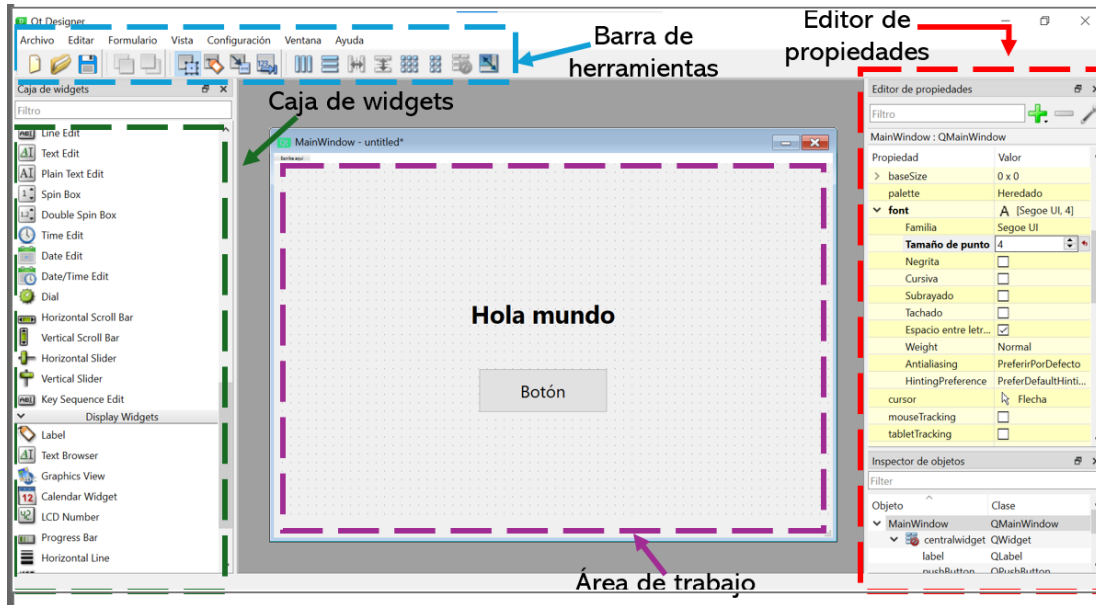 Qt Designer
Editor de
propiedades
Archivo Editar Formulario Vista Configuración Ventana Ayuda
Barra de
herramientas
Caja de widgets
Filtro
Line Edit
Text Edit
Plain Text Edit
Spin Box
Double Spin Box
Time Edit
Date Edit
Date/Time Edit
Dial
Horizontal Scroll Bar
Vertical Scroll Bar
Horizontal Slider
Vertical Slider
Key Sequence Edit
Display Widgets
Label
Text Browser
Graphics View
Calendar Widget
LCD Number
Progress Bar
Horizontal Line
Caja de widgets
MainWindow - untitled*
Hola mundo
Botón
Área de trabajo
Editor de propiedades
Filtro
MainWindow : QMainWindow
Propiedad Valor
baseSize 0 x 0
palette Heredado
font A [Segoe UI, 4]
Familia Segoe UI
Tamaño de punto 4
Negrita
Cursiva
Subrayado
Tachado
Espacio entre letr...
Weight Normal
Antialiasing PreferirPorDefecto
HintingPreference PreferDefaultHinti...
cursor Flecha
mouseTracking
tabletTracking
Inspector de objetos
Filter
Objeto Clase
MainWindow QMainWindow
centralwidget QWidget
label QLabel
pushButton QPushButton